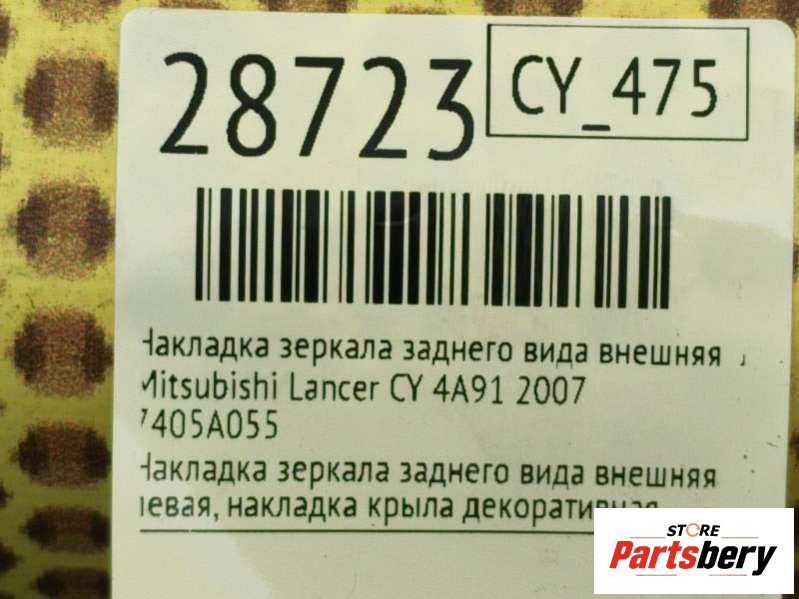 28723
CY_475
Накладка зеркала заднего вида внешняя
Mitsubishi Lancer CY 4A91 2007
7405A055
Накладка зеркала заднего вида внешняя
левая, накладка крыла декоративная
STORE
Partsbery